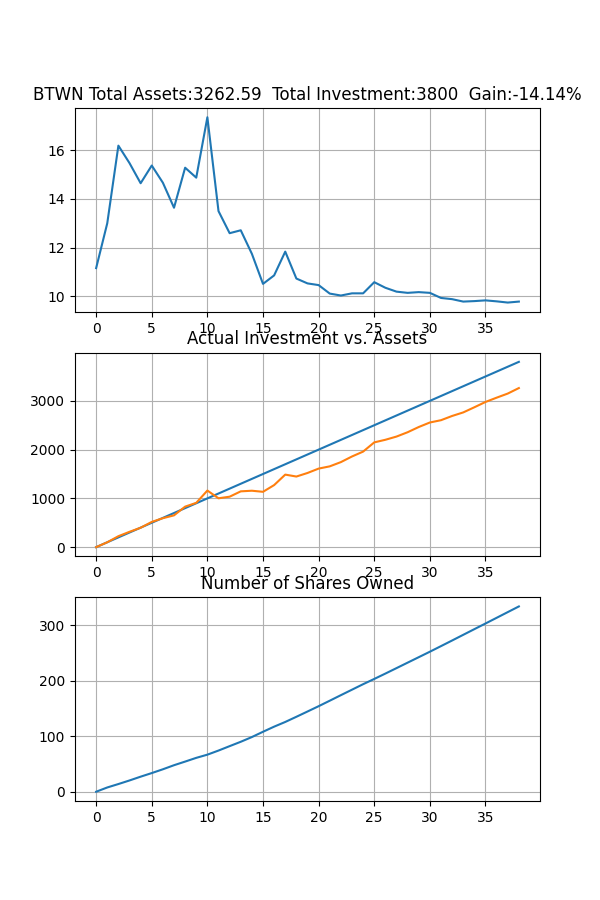 BTWN Total Assets:3262.59  Total Investment:3800  Gain:-14.14%
16
14
12
10
0 5 10 15 20 25 30 35
Actual Investment vs. Assets
3000
2000
1000
0
0 5 10 15 20 25 30 35
Number of Shares Owned
300
200
100
0
0 5 10 15 20 25 30 35